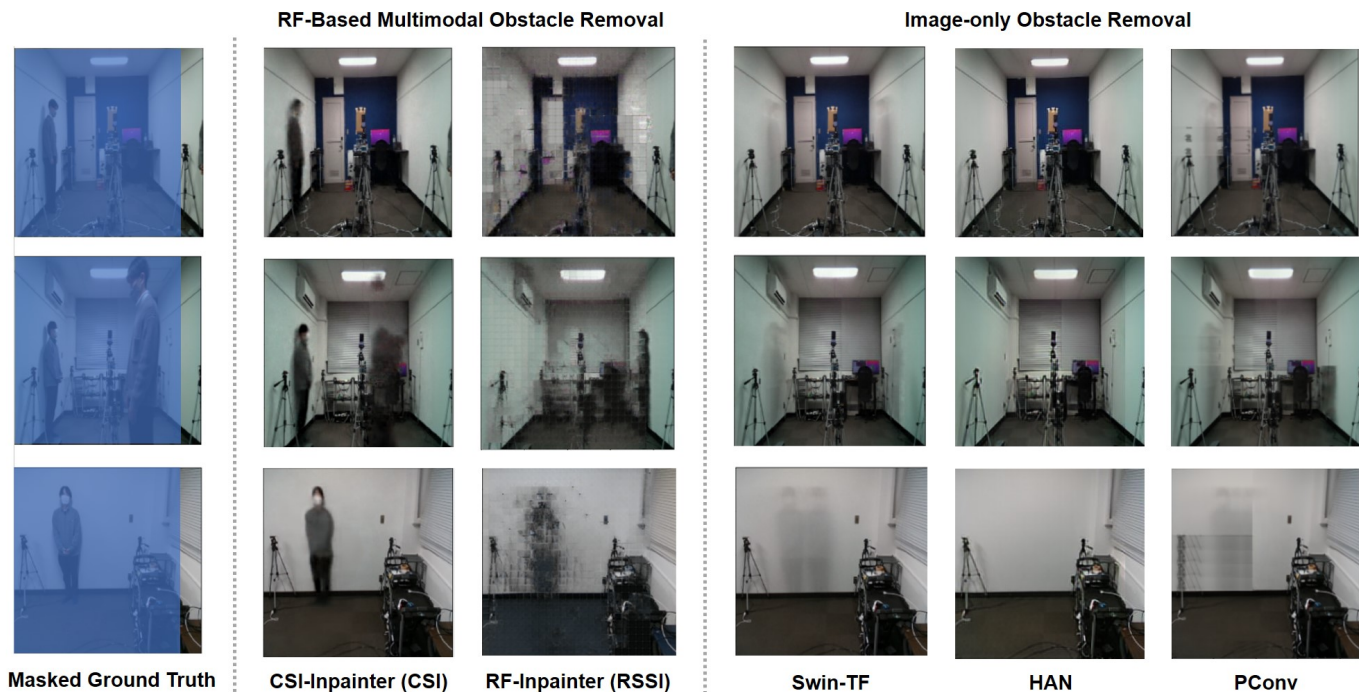 RF-Based Multimodal Obstacle Removal
Image-only Obstacle Removal
Masked Ground Truth
CSI-Inpainter (CSI)
RF-Inpainter (RSSI)
Swin-TF
HAN
PConv